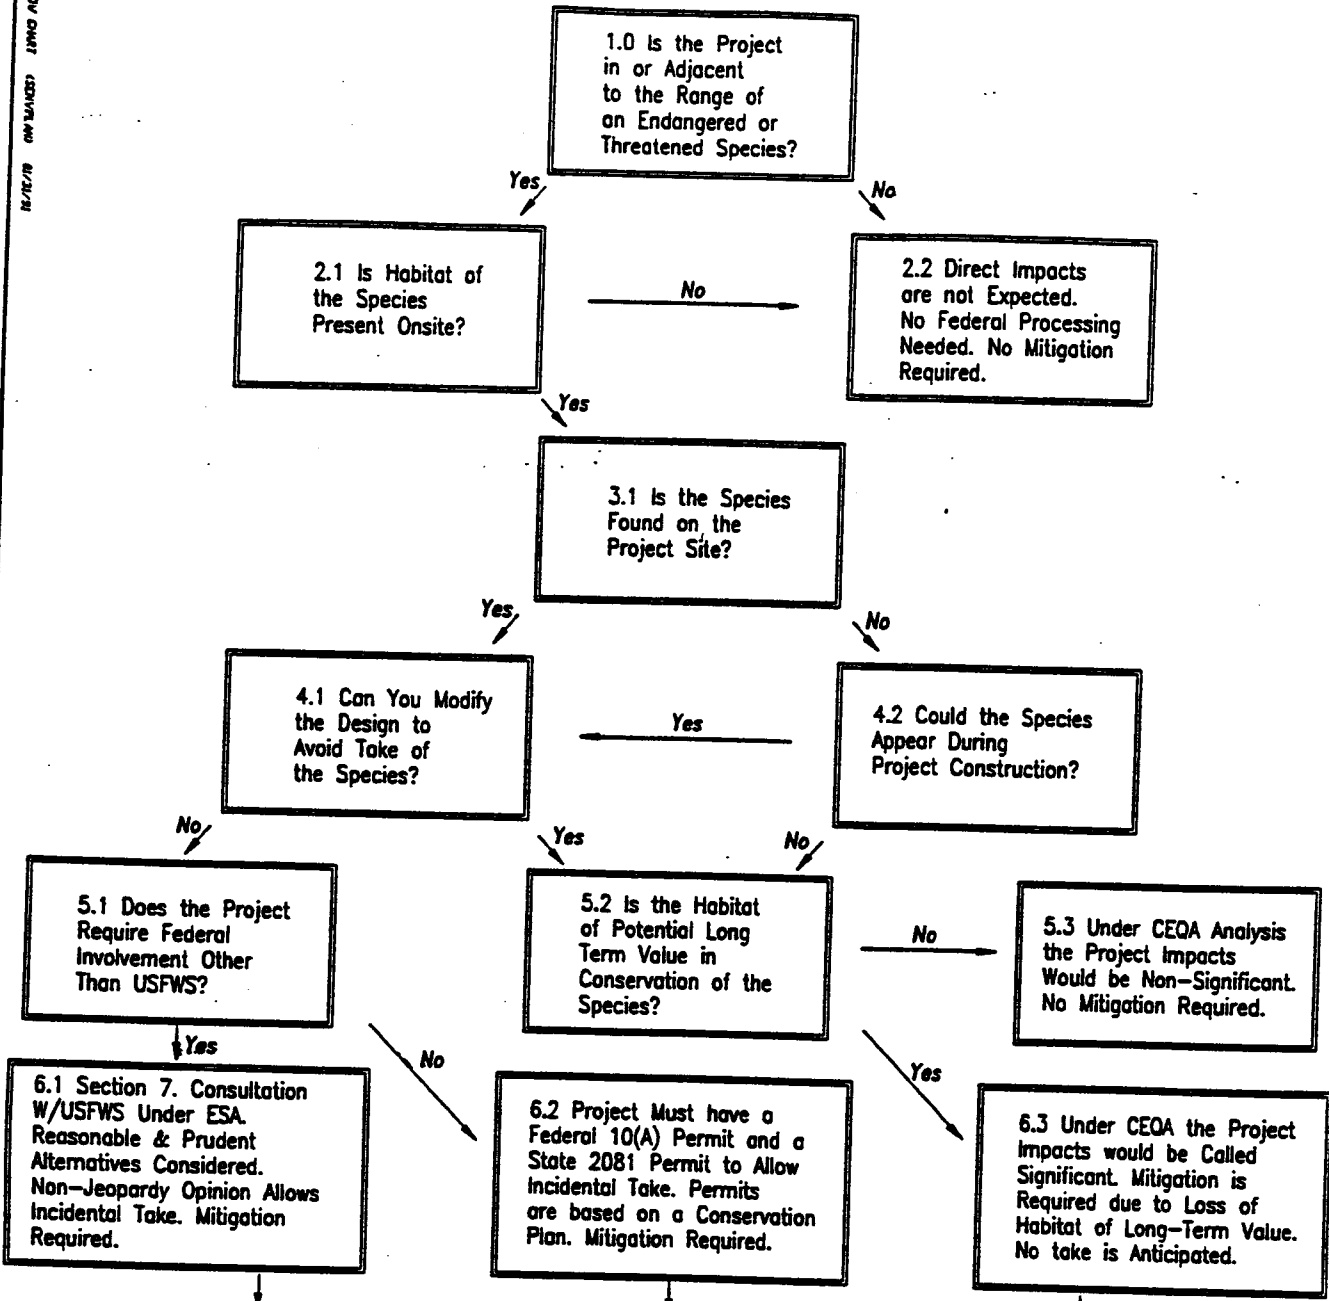 1.0 Is the Project
in or Adjacent
to the Range of
an Endangered or
Threatened Species?
Yes
No
2.1 Is Habitat of
the Species
Present Onsite?
No
2.2 Direct Impacts
are not Expected.
No Federal Processing
Needed. No Mitigation
Required.
Yes
3.1 Is the Species
Found on the
Project Site?
Yes
No
4.1 Can You Modify
the Design to
Avoid Take of
the Species?
Yes
4.2 Could the Species
Appear During
Project Construction?
No
Yes
No
5.1 Does the Project
Require Federal
Involvement Other
Than USFWS?
5.2 Is the Habitat
of Potential Long
Term Value in
Conservation of the
Species?
No
5.3 Under CEQA Analysis
the Project Impacts
Would be Non-Significant.
No Mitigation Required.
Yes
No
Yes
6.1 Section 7. Consultation
W/USFWS Under ESA.
Reasonable & Prudent
Alternatives Considered.
Non-Jeopardy Opinion Allows
Incidental Take. Mitigation
Required.
6.2 Project Must have a
Federal 10(A) Permit and a
State 2081 Permit to Allow
Incidental Take. Permits
are based on a Conservation
Plan. Mitigation Required.
6.3 Under CEQA the Project
Impacts would be Called
Significant. Mitigation is
Required due to Loss of
Habitat of Long-Term Value.
No take is Anticipated.
CHART